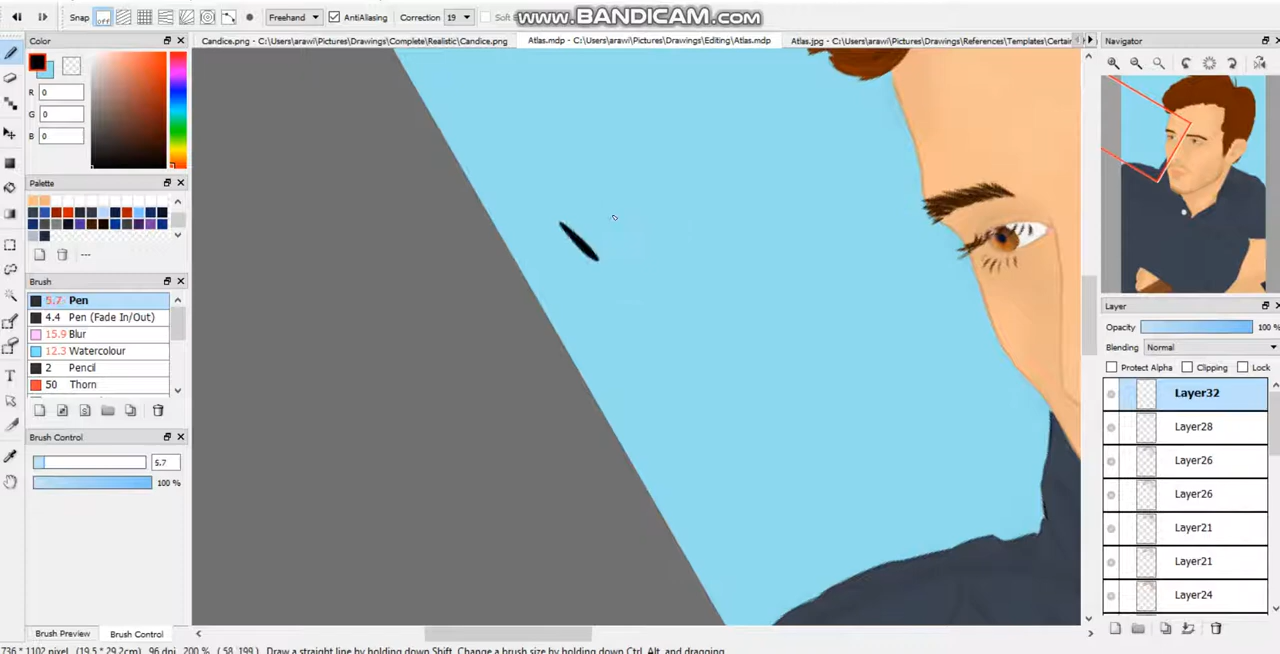 www.BANDICAM.com
Snap off Freehand AntiAliasing Correction 19 Soft
Color
Candice.png - C:\Users\arawi\Pictures\Drawings\Complete\Realistic\Candice.png
Atlas.mdp - C:\Users\arawi\Pictures\Drawings\Editing\Atlas.mdp
Atlas.jpg - C:\Users\arawi\Pictures\Drawings\References\Templates\Certain
Navigator
R 0
G 0
B 0
Palette
---
Brush
5.7 Pen
4.4 Pen (Fade In/Out)
15.9 Blur
12.3 Watercolour
2 Pencil
50 Thorn
Brush Control
5.7
100 %
Brush Preview
Brush Control
Layer
Opacity 100 %
Blending Normal
Protect Alpha Clipping Lock
Layer32
Layer28
Layer26
Layer26
Layer21
Layer21
Layer24
736 * 1102 pixel (19.5 * 29.2cm) 96 dpi 200 % ( 58, 199) Draw a straight line by holding down Shift, Change a brush size by holding down Ctrl, Alt, and dragging